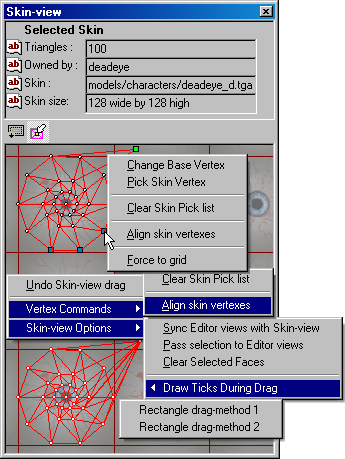 Skin-view
Selected Skin
ab Triangles : 100
ab Owned by : deadeye
ab Skin : models/characters/deadeye_d.tga
ab Skin size: 128 wide by 128 high
Change Base Vertex
Pick Skin Vertex
Clear Skin Pick list
Align skin vertexes
Force to grid
Undo Skin-view drag
Vertex Commands
Skin-view Options
Clear Skin Pick list
Align skin vertexes
Sync Editor views with Skin-view
Pass selection to Editor views
Clear Selected Faces
Draw Ticks During Drag
Rectangle drag-method 1
Rectangle drag-method 2